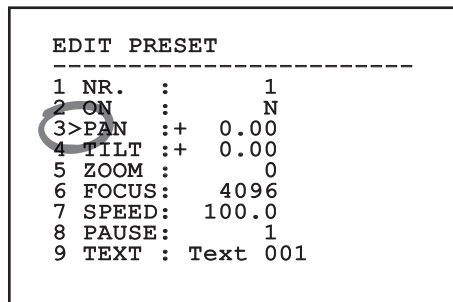 EDIT PRESET
------------------------
1 NR. : 1
2 ON : N
3>PAN :+ 0.00
4 TILT :+ 0.00
5 ZOOM : 0
6 FOCUS: 4096
7 SPEED: 100.0
8 PAUSE: 1
9 TEXT : Text 001